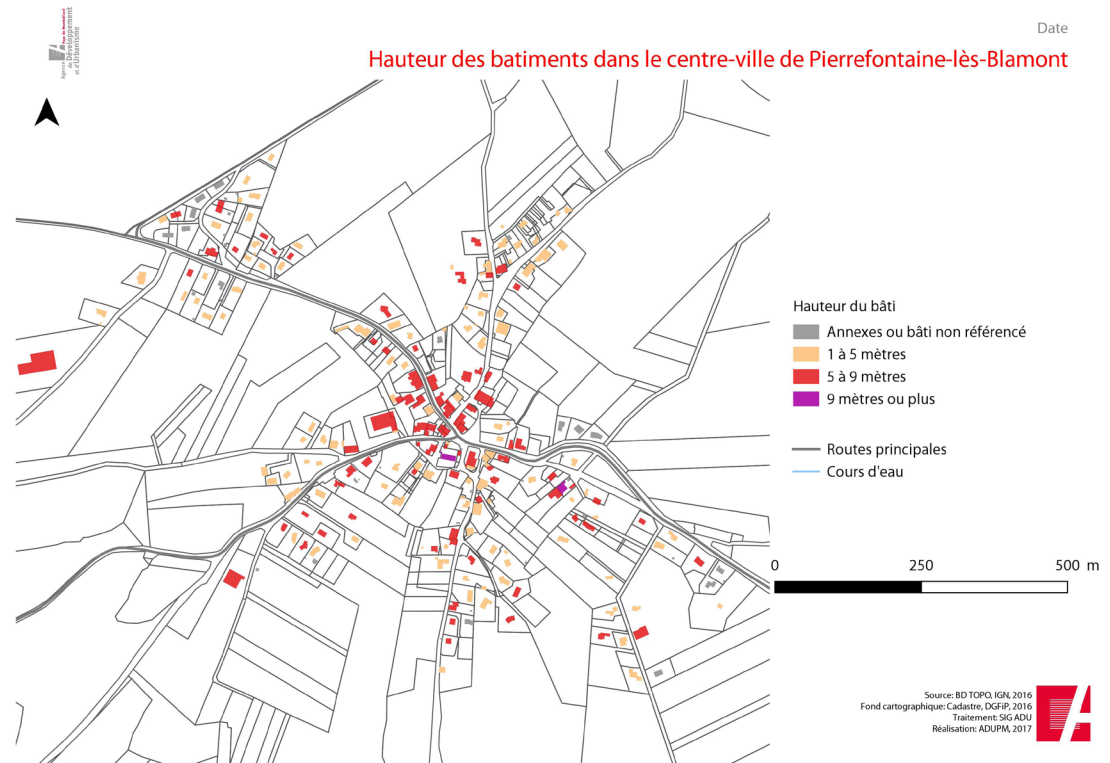 Agence Pays de Montbéliard
de Développement
et d'Urbanisme
Date
Hauteur des batiments dans le centre-ville de Pierrefontaine-lès-Blamont
Hauteur du bâti
Annexes ou bâti non référencé
1 à 5 mètres
5 à 9 mètres
9 mètres ou plus
Routes principales
Cours d'eau
0 250 500 m
Source: BD TOPO, IGN, 2016
Fond cartographique: Cadastre, DGFiP, 2016
Traitement: SIG ADU
Réalisation: ADUPM, 2017